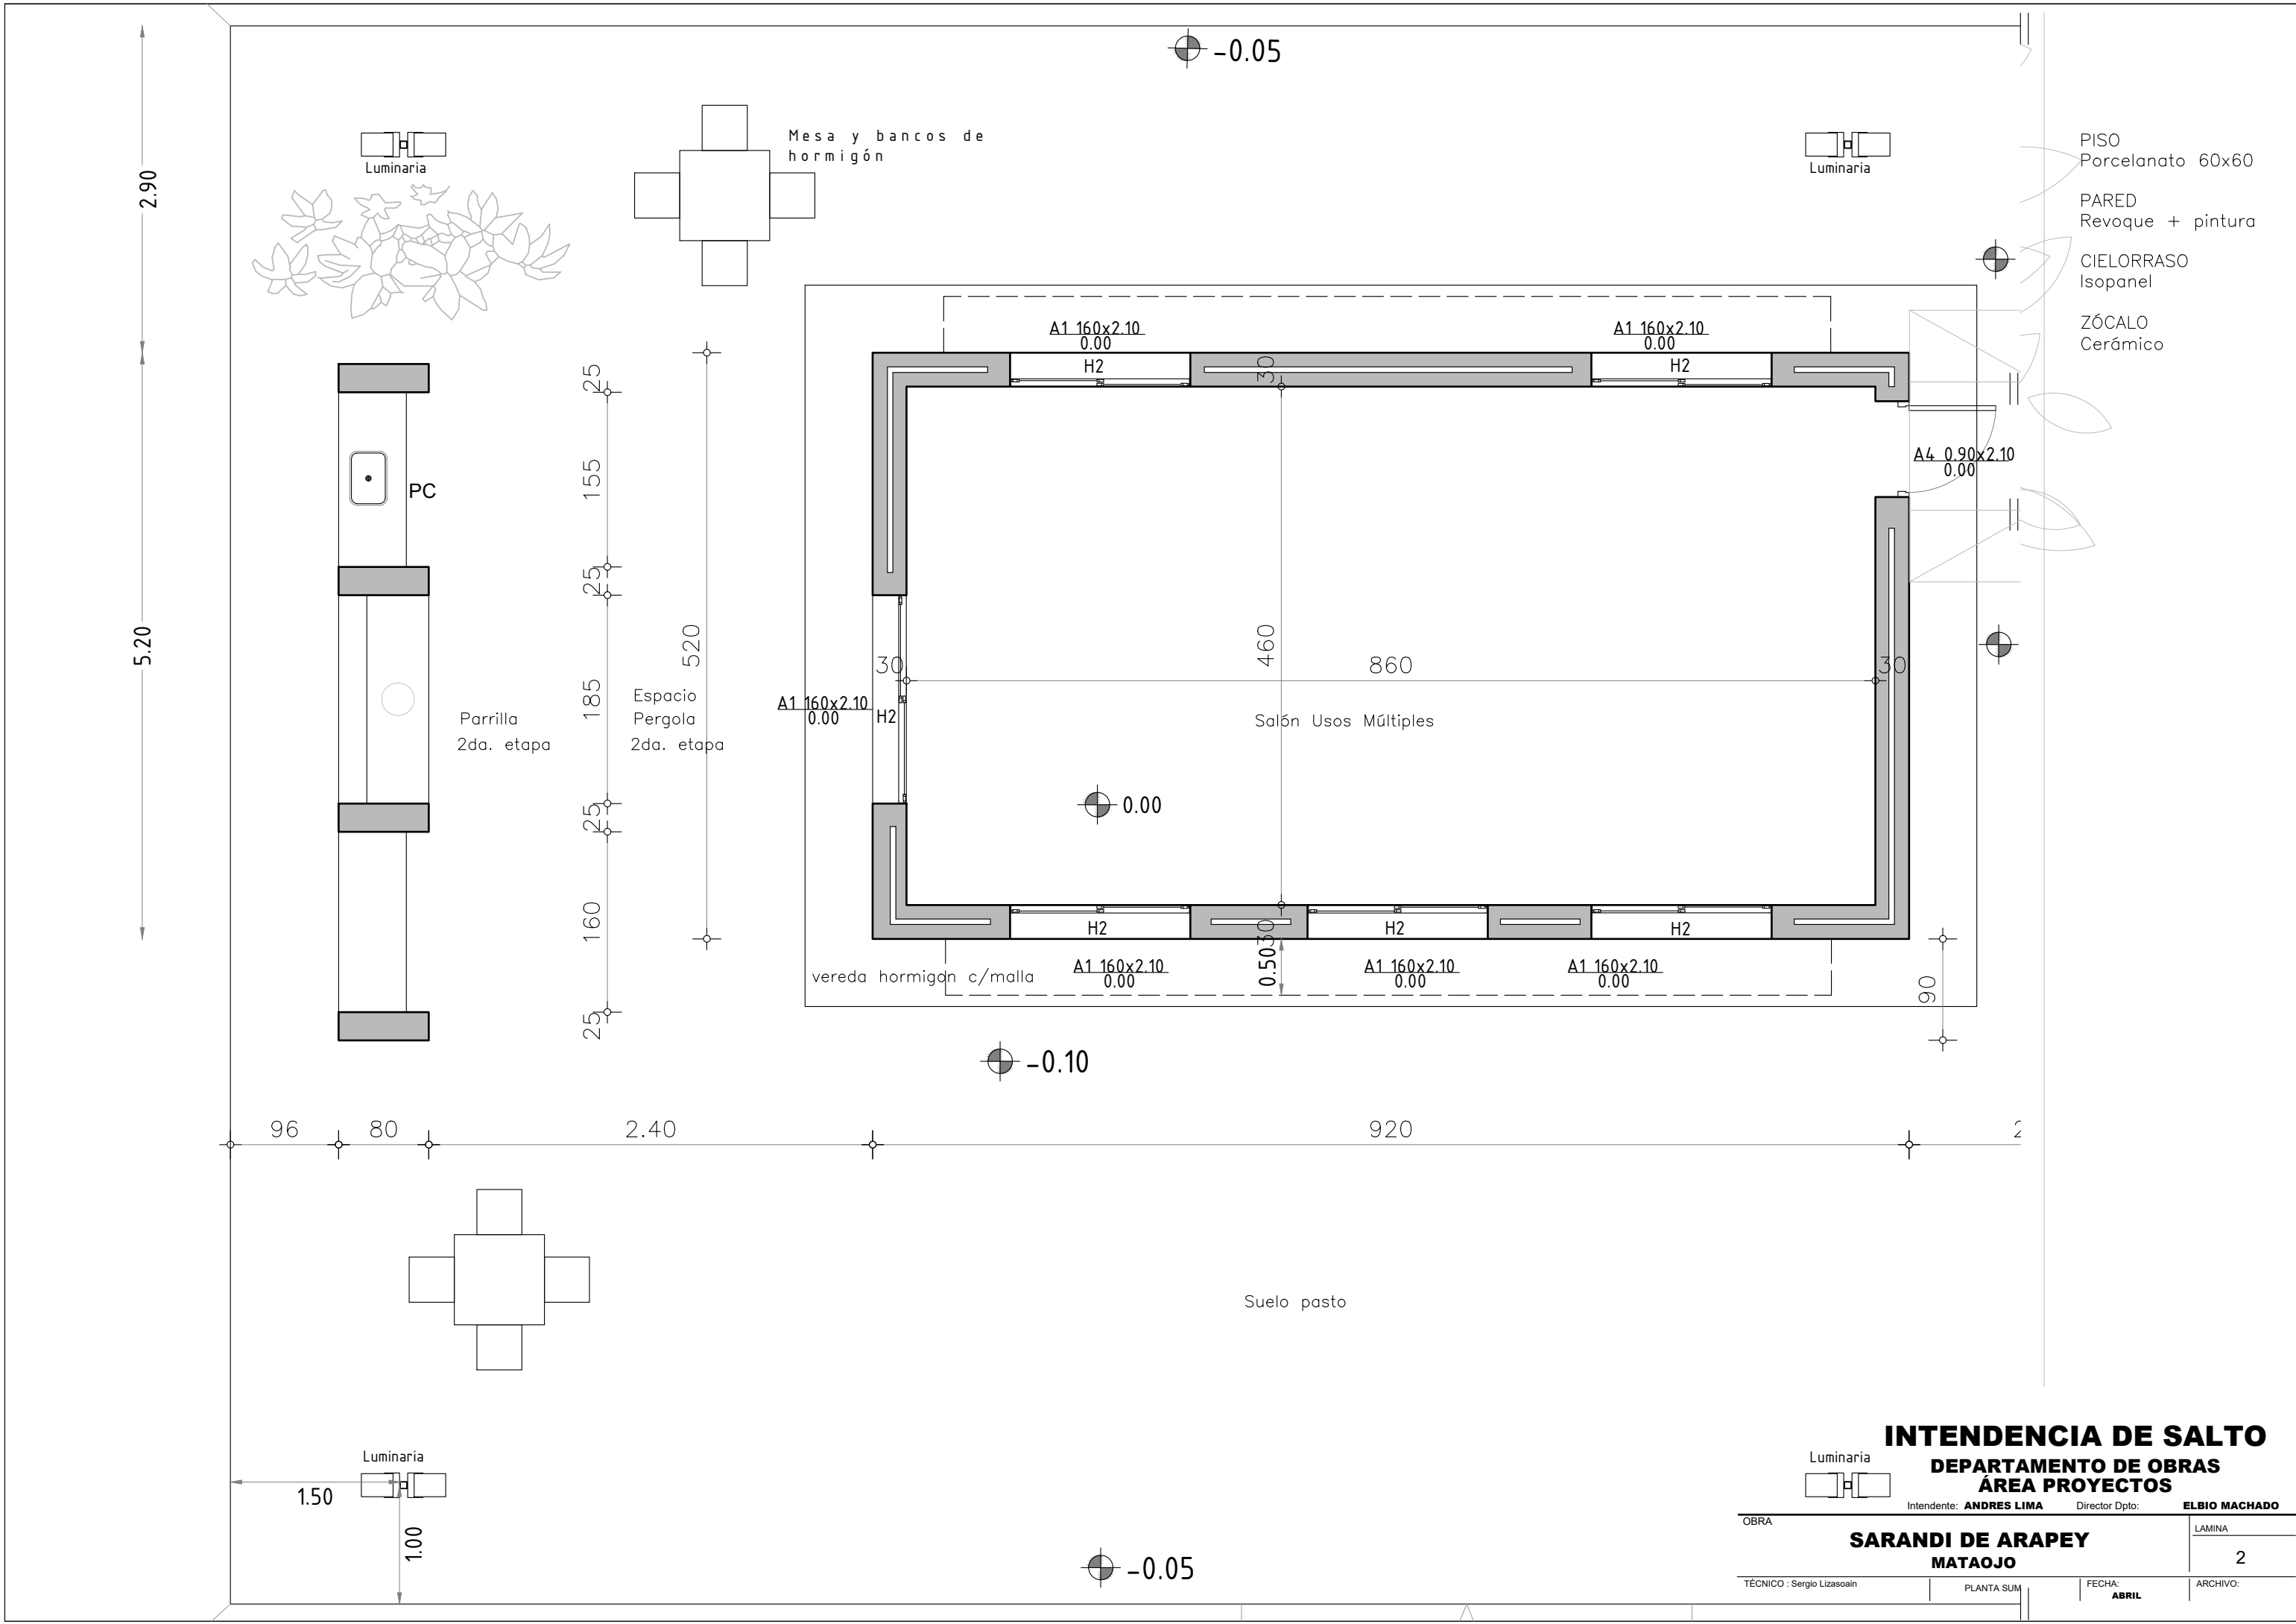 -0.05
Mesa y bancos de
hormigón
Luminaria
Luminaria
PISO
Porcelanato 60x60
PARED
Revoque + pintura
CIELORRASO
Isopanel
ZÓCALO
Cerámico
2.90
5.20
A1 160x2.10
0.00
H2
A1 160x2.10
0.00
H2
30
25
155
25
185
25
160
25
PC
520
A4 0.90x2.10
0.00
460
30
860
30
Parrilla
2da. etapa
Espacio
Pergola
2da. etapa
A1 160x2.10
0.00
H2
Salón Usos Múltiples
0.00
H2
H2
H2
30
0.50
vereda hormigón c/malla
A1 160x2.10
0.00
A1 160x2.10
0.00
A1 160x2.10
0.00
90
-0.10
96
80
2.40
920
Suelo pasto
Luminaria
1.50
1.00
-0.05
Luminaria
INTENDENCIA DE SALTO
DEPARTAMENTO DE OBRAS
ÁREA PROYECTOS
Intendente: ANDRES LIMA Director Dpto: ELBIO MACHADO
OBRA
SARANDI DE ARAPEY
MATAOJO
LAMINA
2
TÉCNICO : Sergio Lizasoain
PLANTA SUM
FECHA:
ABRIL
ARCHIVO: